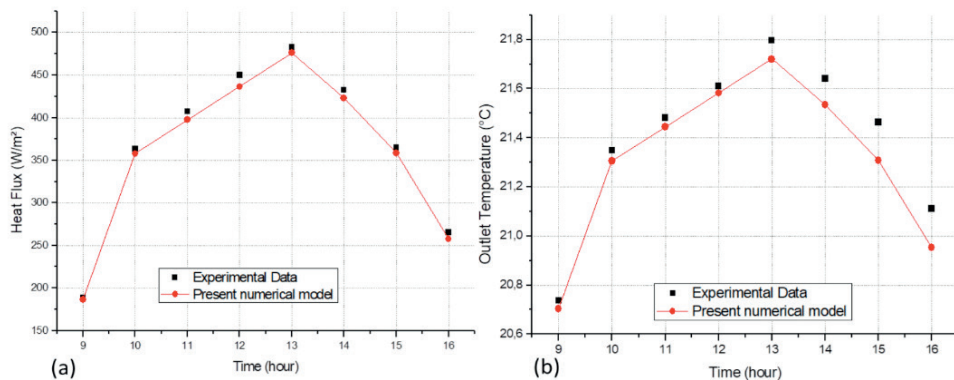 500
450
400
350
300
250
200
150
Heat Flux (W/m²)
Experimental Data
Present numerical model
9 10 11 12 13 14 15 16
Time (hour)
(a)
21,8
21,6
21,4
21,2
21,0
20,8
20,6
Outlet Temperature (°C)
Experimental Data
Present numerical model
9 10 11 12 13 14 15 16
Time (hour)
(b)